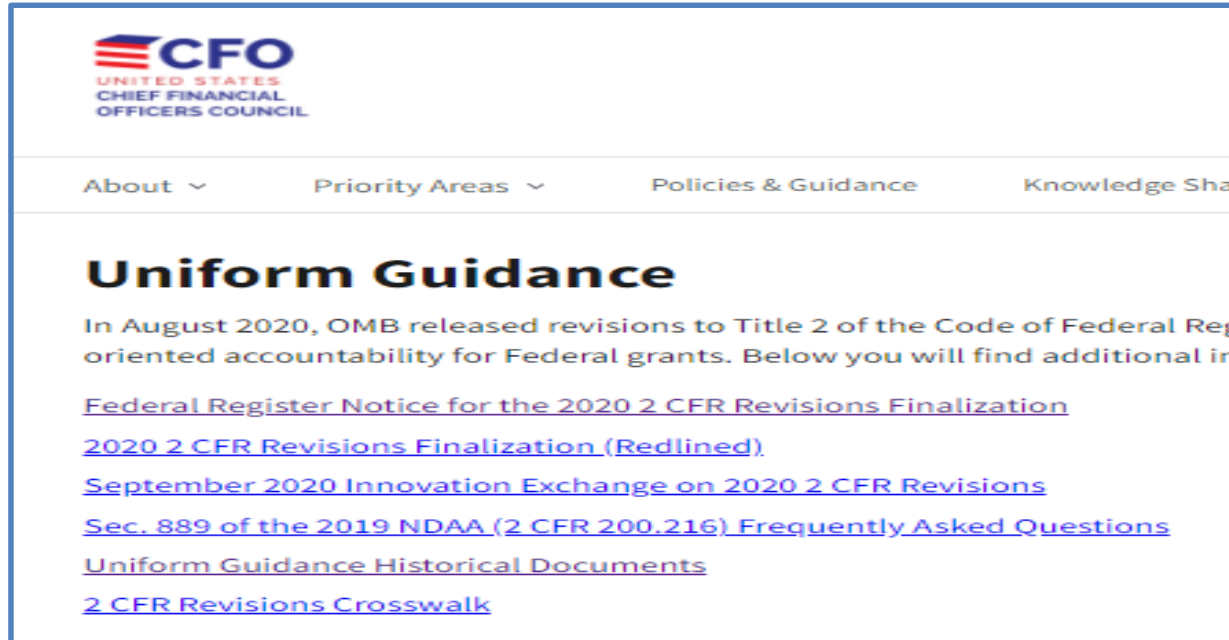 CFO
UNITED STATES
CHIEF FINANCIAL
OFFICERS COUNCIL
About Priority Areas Policies & Guidance Knowledge Sha
Uniform Guidance
In August 2020, OMB released revisions to Title 2 of the Code of Federal Reg
oriented accountability for Federal grants. Below you will find additional in
Federal Register Notice for the 2020 2 CFR Revisions Finalization
2020 2 CFR Revisions Finalization (Redlined)
September 2020 Innovation Exchange on 2020 2 CFR Revisions
Sec. 889 of the 2019 NDAA (2 CFR 200.216) Frequently Asked Questions
Uniform Guidance Historical Documents
2 CFR Revisions Crosswalk